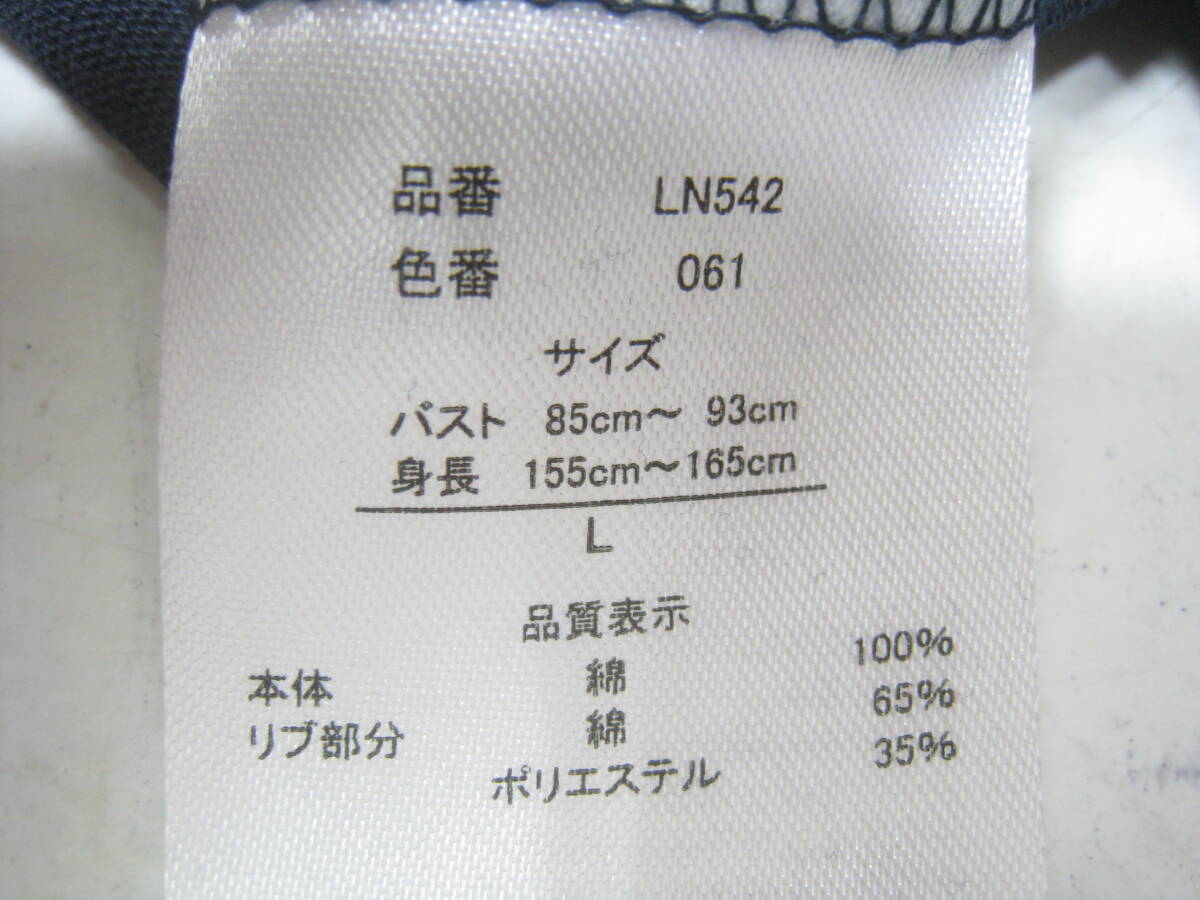 品番 LN542
色番 061
サイズ
バスト 85cm～ 93cm
身長 155cm～165cm
L
品質表示
本体 綿 100%
リブ部分 綿 65%
ポリエステル 35%